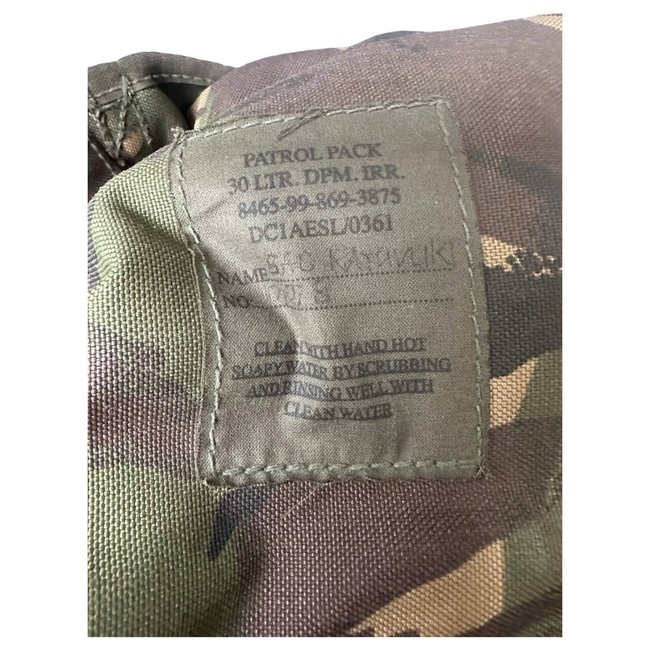 PATROL PACK
30 LTR. DPM. IRR.
8465-99-869-3875
DC1AESL/0361
NAME
NO.
CLEAN WITH HAND HOT
SOAPY WATER BY SCRUBBING
AND RINSING WELL WITH
CLEAN WATER